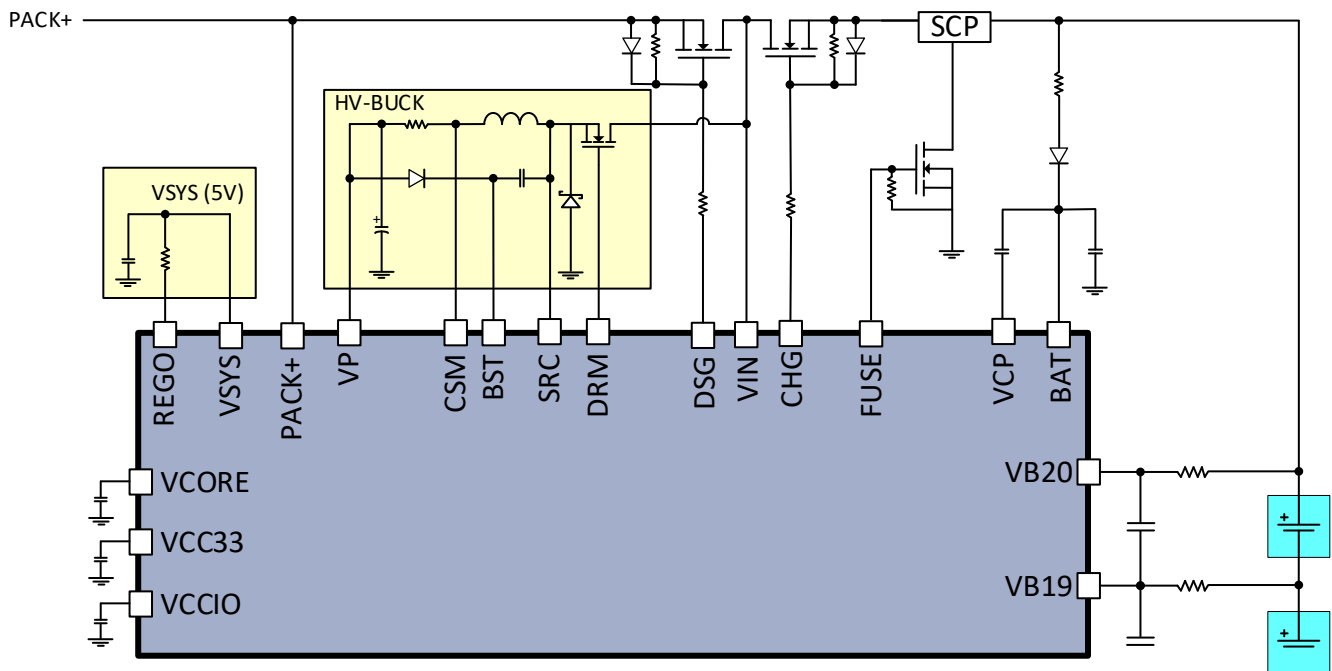 PACK+
SCP
HV-BUCK
VSYS (5V)
+
REGO
VSYS
PACK+
VP
CSM
BST
SRC
DRM
DSG
VIN
CHG
FUSE
VCP
BAT
VCORE
VB20
+
VCC33
VB19
VCCIO
+